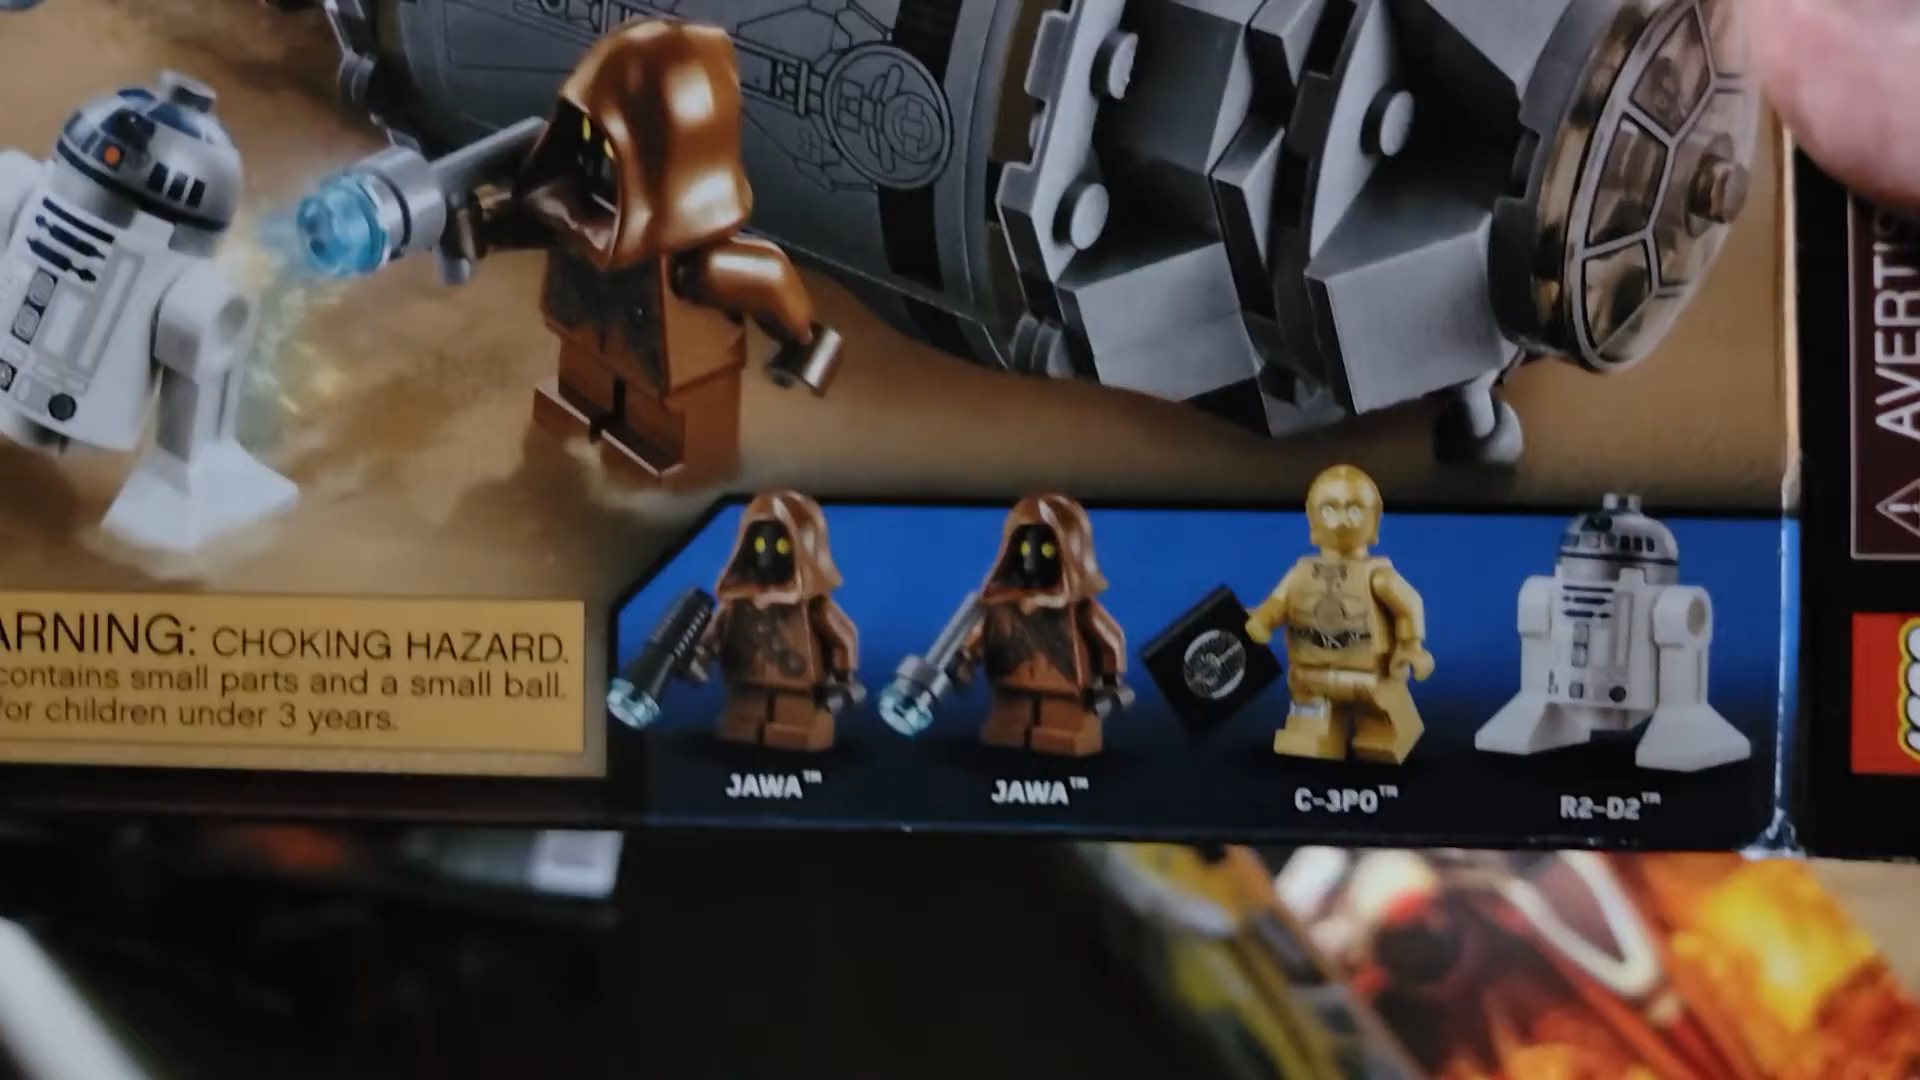 ARNING: CHOKING HAZARD.
contains small parts and a small ball.
for children under 3 years.
JAWA™
JAWA™
C-3PO™
R2-D2™
AVERTIS